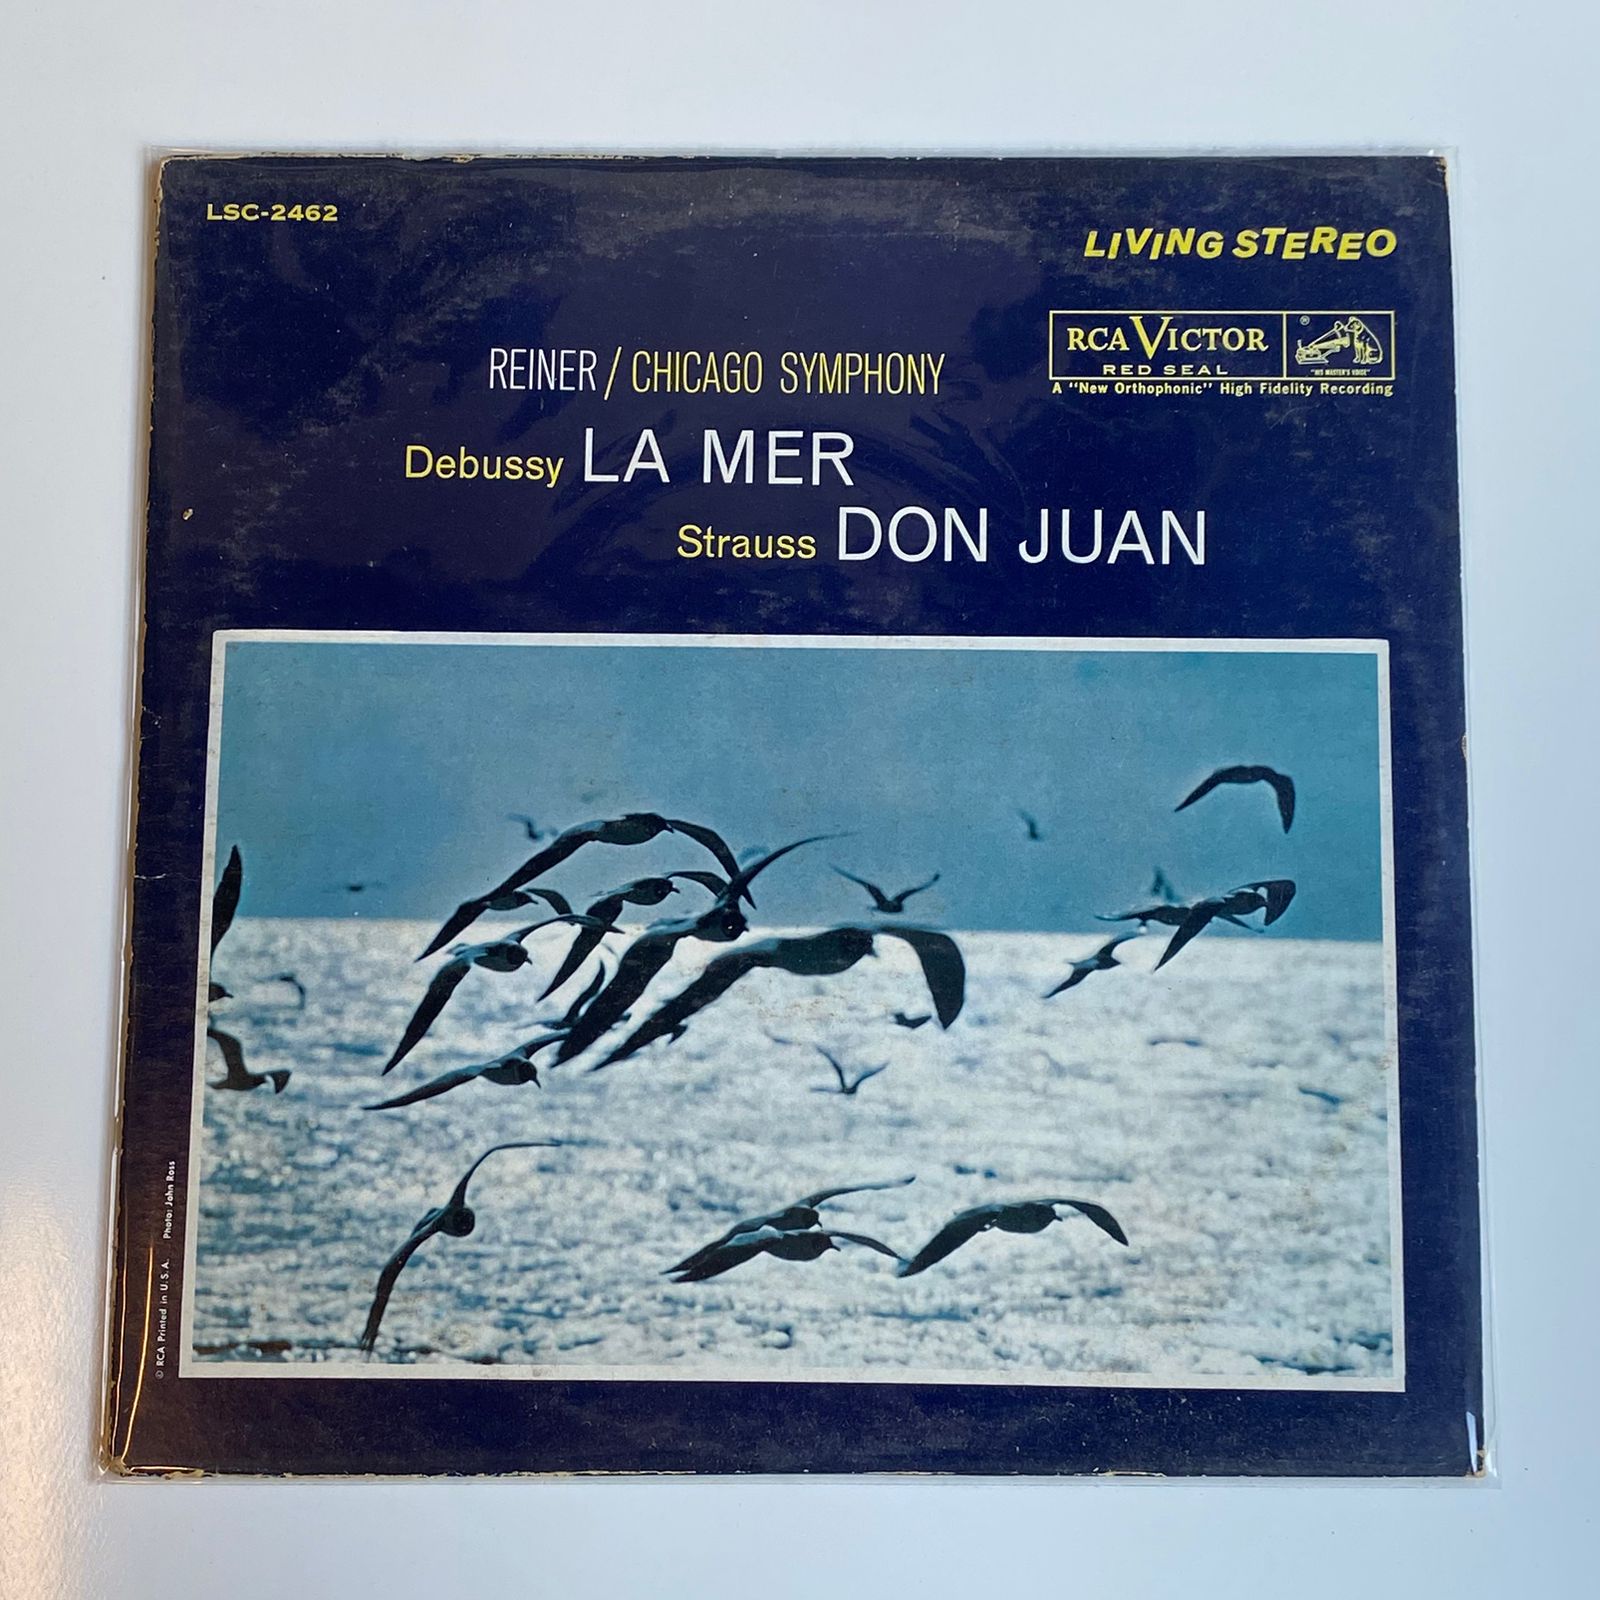 LSC-2462
LIVING STEREO
RCA VICTOR
RED SEAL
®
"HIS MASTER'S VOICE"
A "New Orthophonic" High Fidelity Recording
REINER / CHICAGO SYMPHONY
Debussy LA MER
Strauss DON JUAN
© RCA Printed in U.S.A. Photo: John Ross